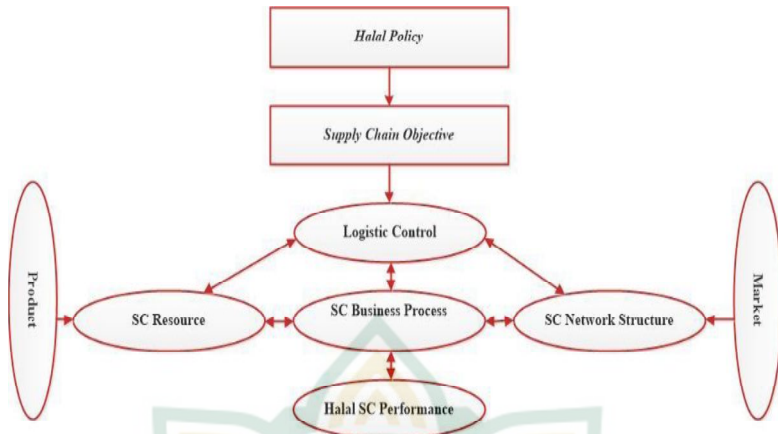 Halal Policy
Supply Chain Objective
Logistic Control
Product
SC Resource
SC Business Process
SC Network Structure
Market
Halal SC Performance